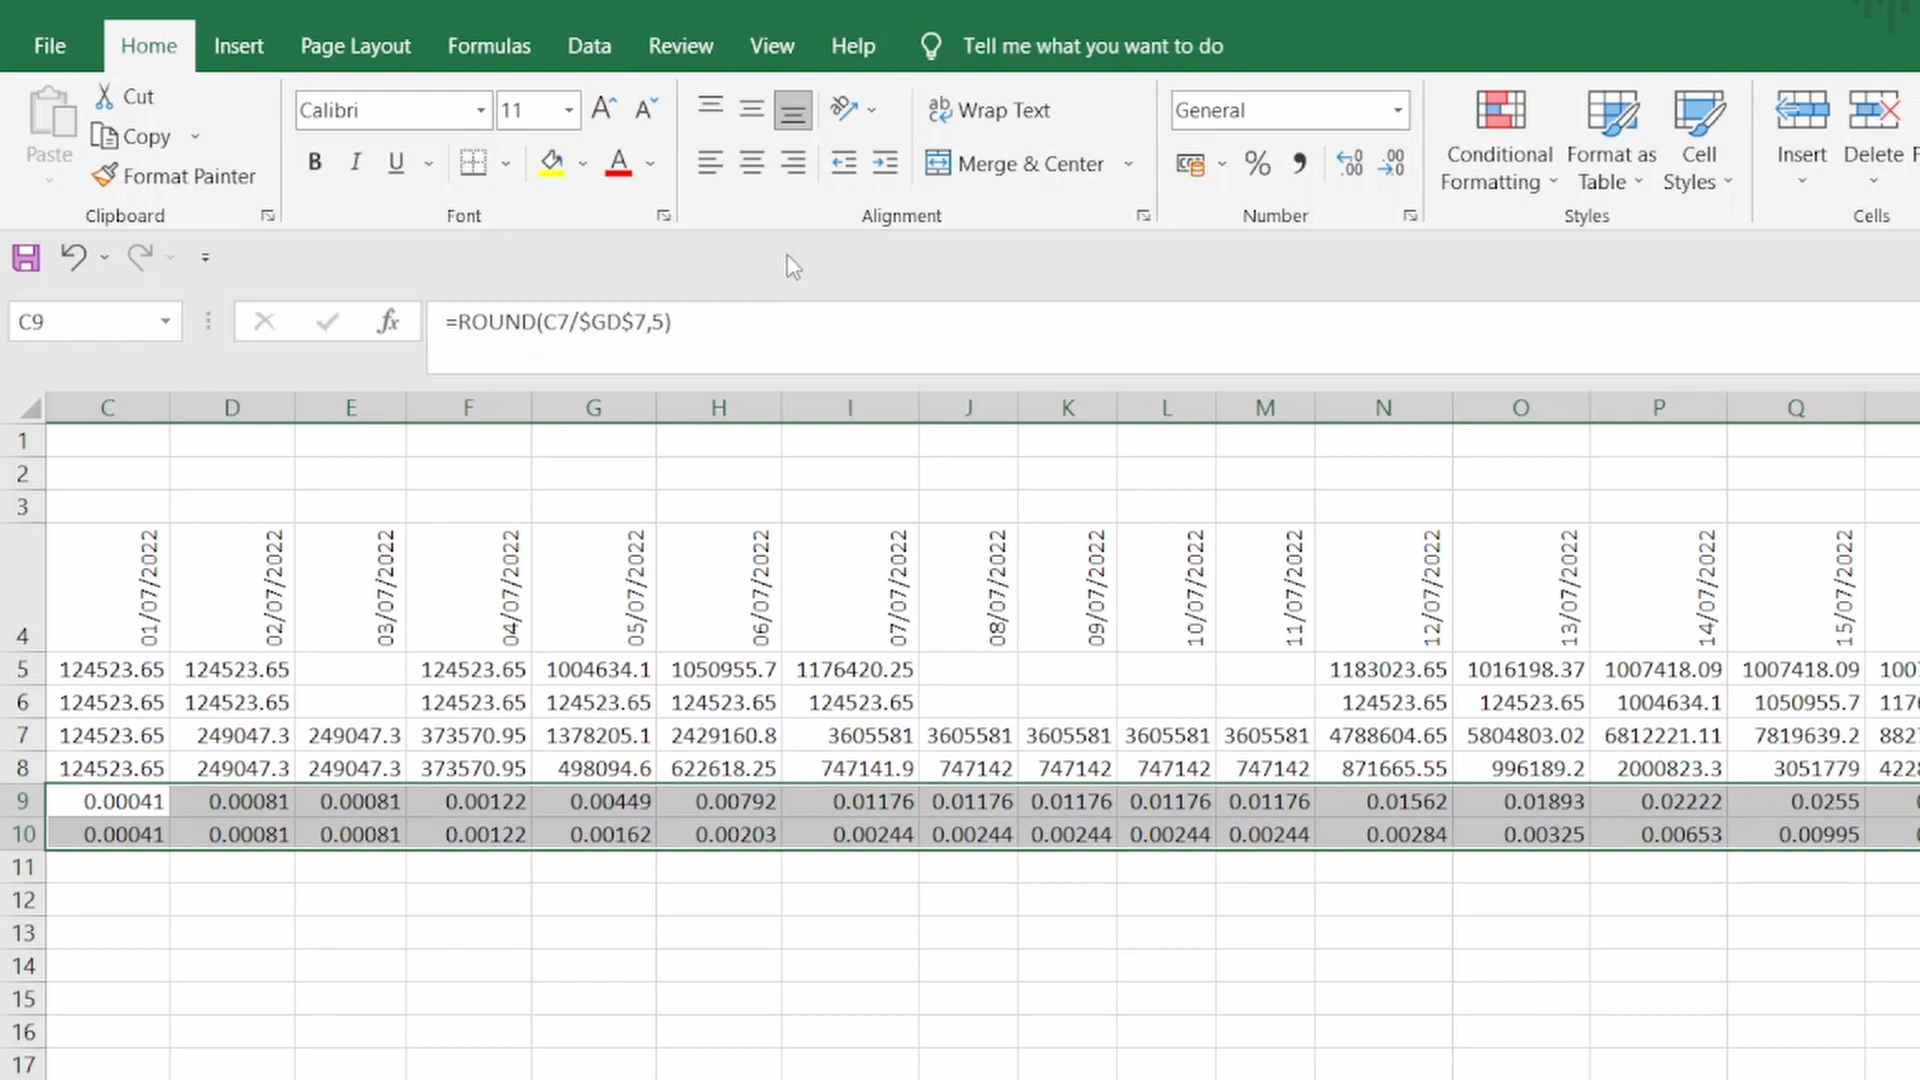 File Home Insert Page Layout Formulas Data Review View Help Tell me what you want to do
Paste
Cut
Copy
Format Painter
Clipboard
Calibri 11
B I U
Font
Wrap Text
Merge & Center
Alignment
General
Number
Conditional Formatting
Format as Table
Cell Styles
Styles
Insert Delete
Cells
C9 fx =ROUND(C7/$GD$7,5)
C D E F G H I J K L M N O P Q
1
2
3
4 01/07/2022 02/07/2022 03/07/2022 04/07/2022 05/07/2022 06/07/2022 07/07/2022 08/07/2022 09/07/2022 10/07/2022 11/07/2022 12/07/2022 13/07/2022 14/07/2022 15/07/2022
5 124523.65 124523.65 124523.65 1004634.1 1050955.7 1176420.25 1183023.65 1016198.37 1007418.09 1007418.09 100
6 124523.65 124523.65 124523.65 124523.65 124523.65 124523.65 124523.65 124523.65 1004634.1 1050955.7 117
7 124523.65 249047.3 249047.3 373570.95 1378205.1 2429160.8 3605581 3605581 3605581 3605581 3605581 4788604.65 5804803.02 6812221.11 7819639.2 882
8 124523.65 249047.3 249047.3 373570.95 498094.6 622618.25 747141.9 747142 747142 747142 747142 871665.55 996189.2 2000823.3 3051779 422
9 0.00041 0.00081 0.00081 0.00122 0.00449 0.00792 0.01176 0.01176 0.01176 0.01176 0.01176 0.01562 0.01893 0.02222 0.0255
10 0.00041 0.00081 0.00081 0.00122 0.00162 0.00203 0.00244 0.00244 0.00244 0.00244 0.00244 0.00284 0.00325 0.00653 0.00995
11
12
13
14
15
16
17